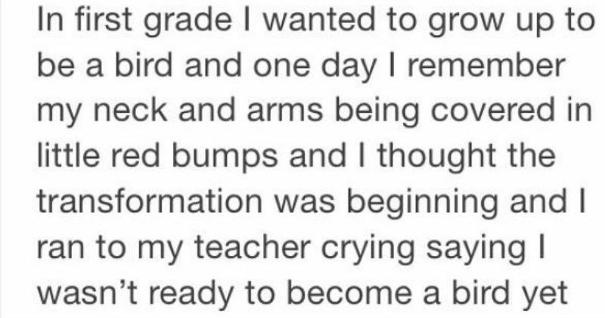 In first grade I wanted to grow up to
be a bird and one day I remember
my neck and arms being covered in
little red bumps and I thought the
transformation was beginning and I
ran to my teacher crying saying I
wasn’t ready to become a bird yet